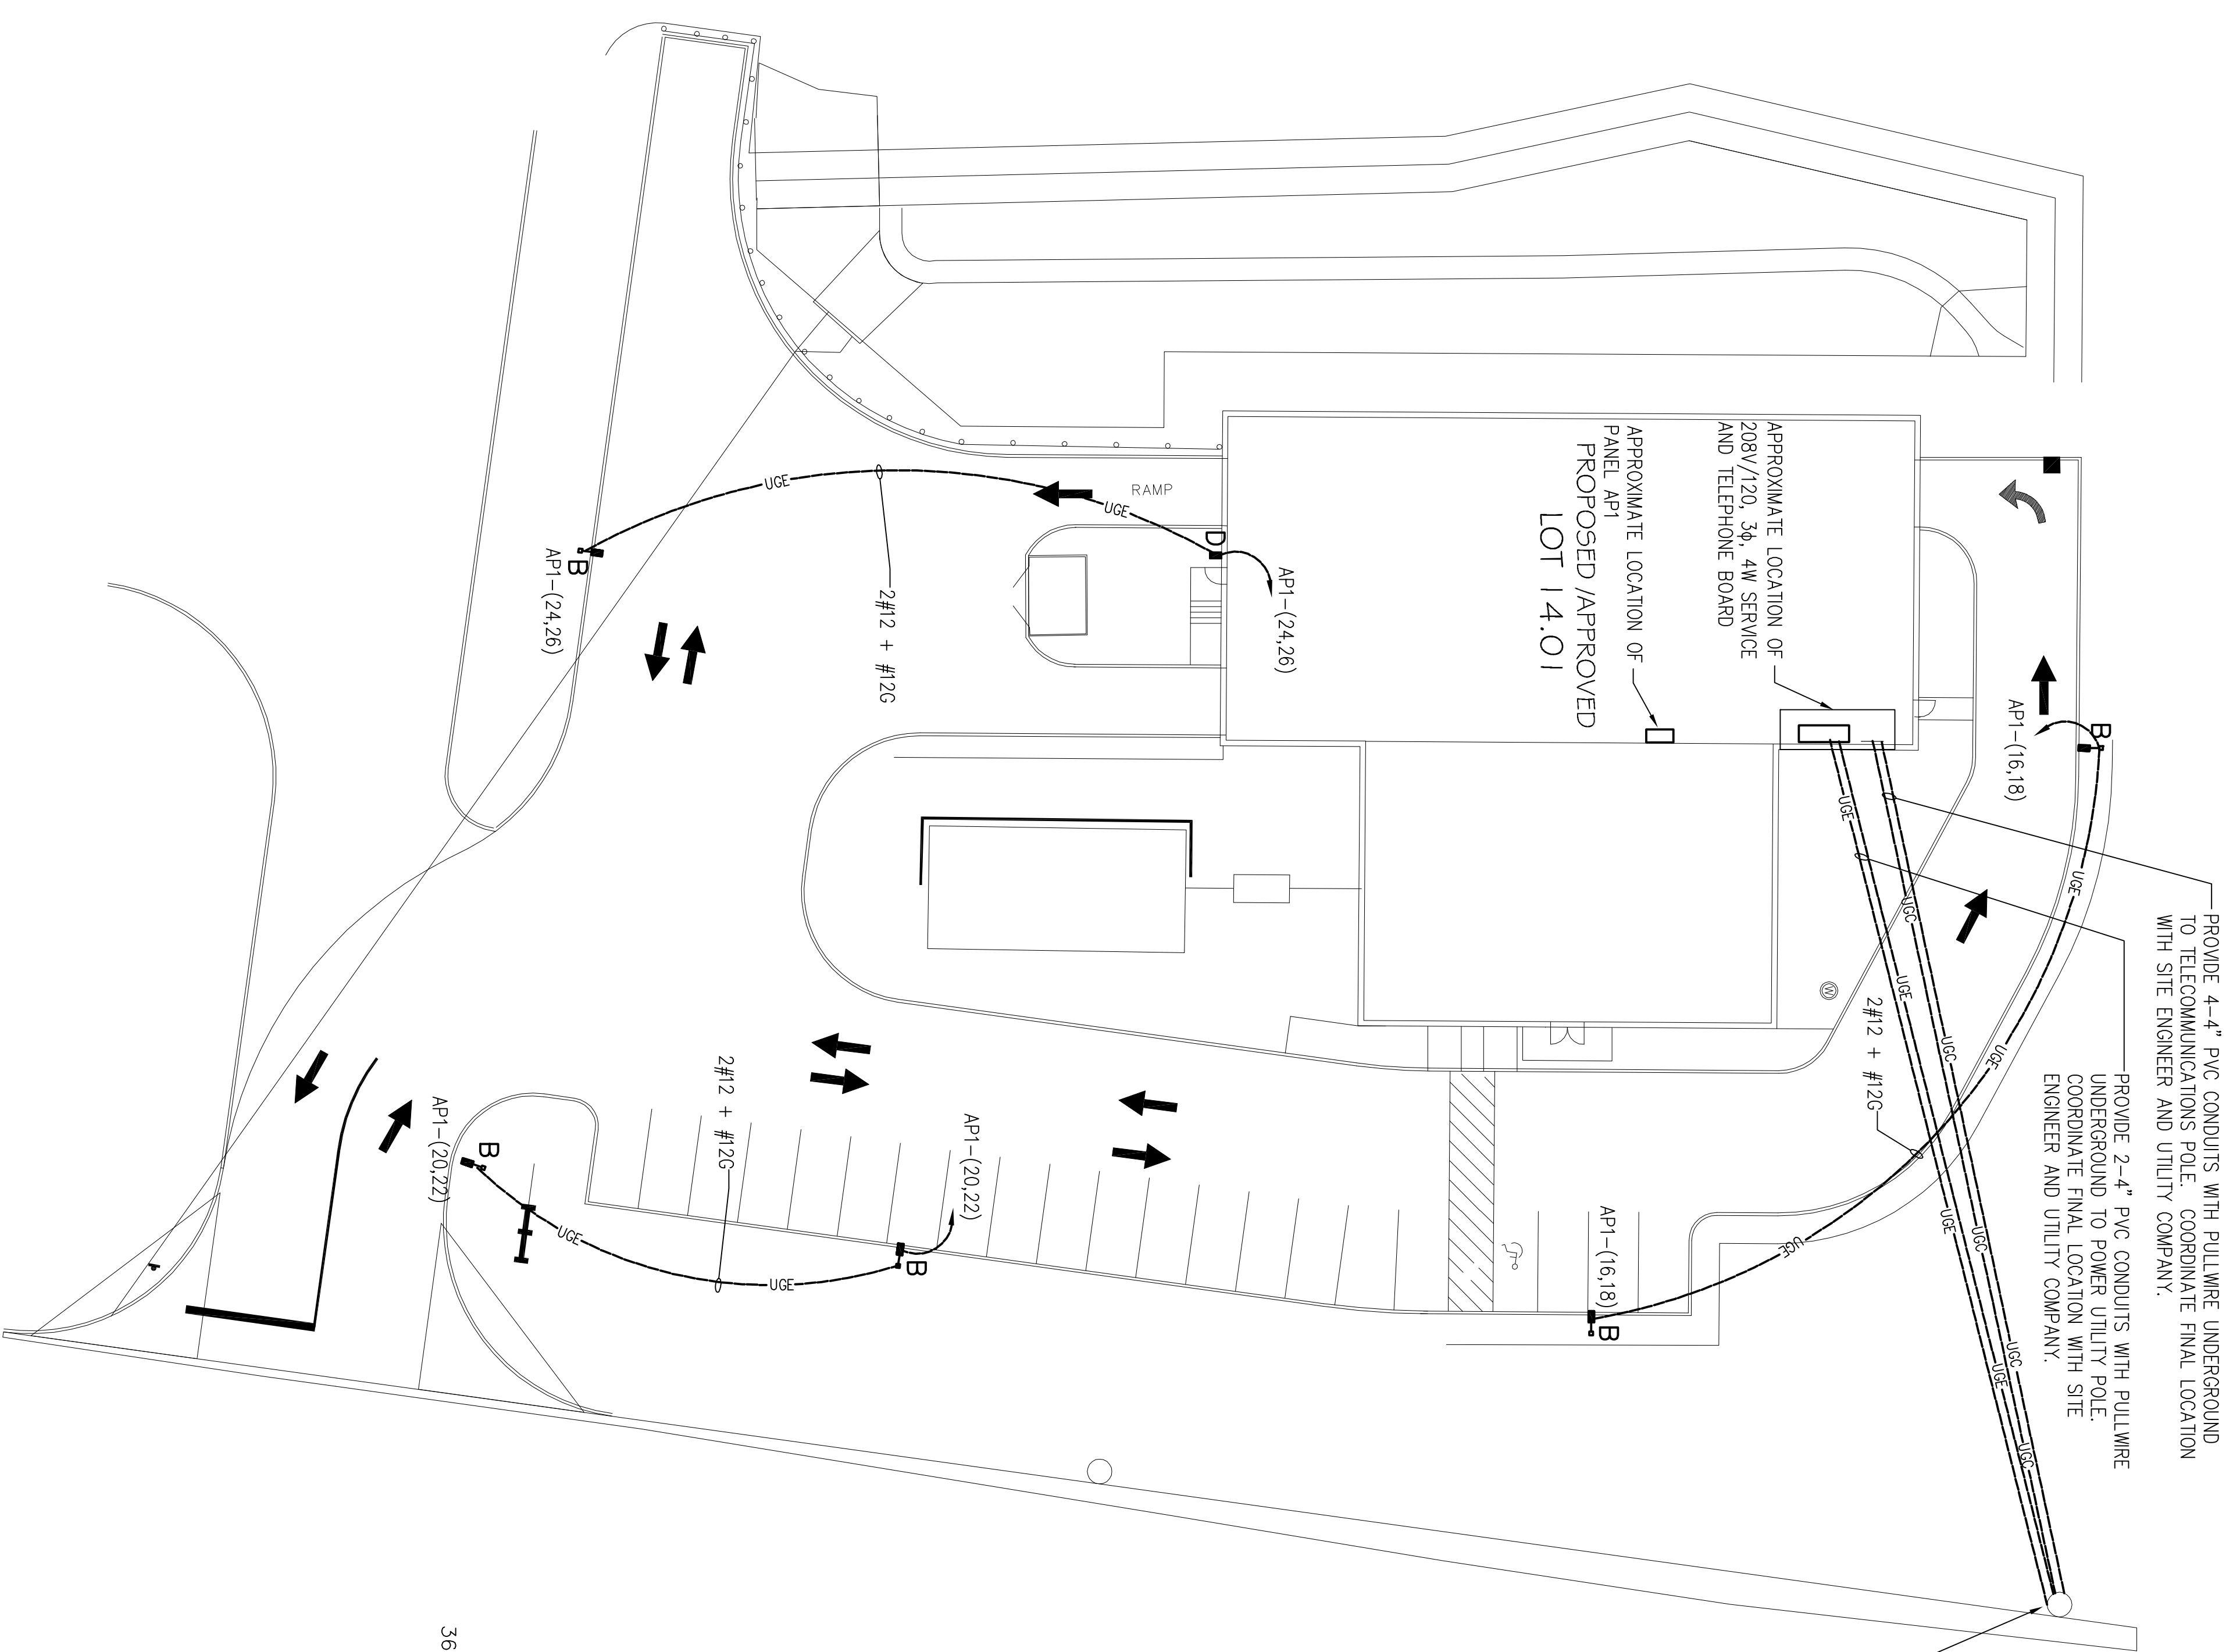 PROVIDE 4-4" PVC CONDUITS WITH PULLWIRE UNDERGROUND
TO TELECOMMUNICATIONS POLE. COORDINATE FINAL LOCATION
WITH SITE ENGINEER AND UTILITY COMPANY.
PROVIDE 2-4" PVC CONDUITS WITH PULLWIRE
UNDERGROUND TO POWER UTILITY POLE.
COORDINATE FINAL LOCATION WITH SITE
ENGINEER AND UTILITY COMPANY.
B
AP1-(16,18)
UGE
UGE
UGE
2#12 + #12G
AP1-(16,18)
B
UGC
UGC
UGC
UGC
UGC
UGE
UGE
UGE
UGE
W
APPROXIMATE LOCATION OF
208V/120, 3ϕ, 4W SERVICE
AND TELEPHONE BOARD
APPROXIMATE LOCATION OF
PANEL AP1
PROPOSED /APPROVED
LOT 14.01
AP1-(24,26)
D
RAMP
UGE
UGE
2#12 + #12G
B
AP1-(24,26)
AP1-(20,22)
B
UGE
2#12 + #12G
UGE
B
AP1-(20,22)
36